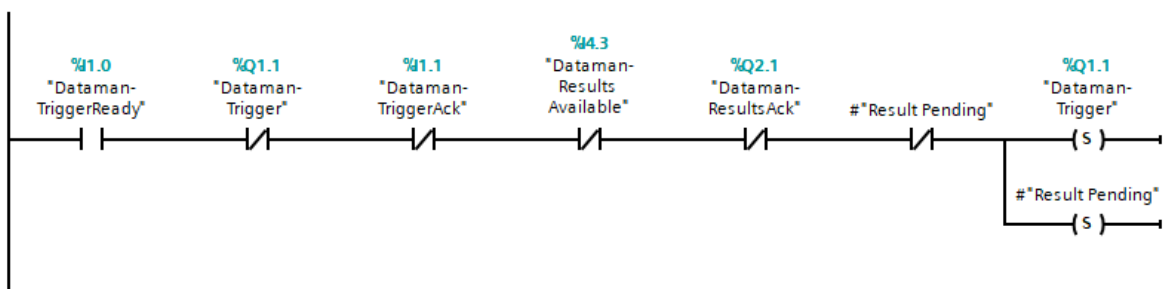 %I1.0
"Dataman-
TriggerReady"
%Q1.1
"Dataman-
Trigger"
%I1.1
"Dataman-
TriggerAck"
%I4.3
"Dataman-
Results
Available"
%Q2.1
"Dataman-
ResultsAck"
#"Result Pending"
%Q1.1
"Dataman-
Trigger"
S
#"Result Pending"
S